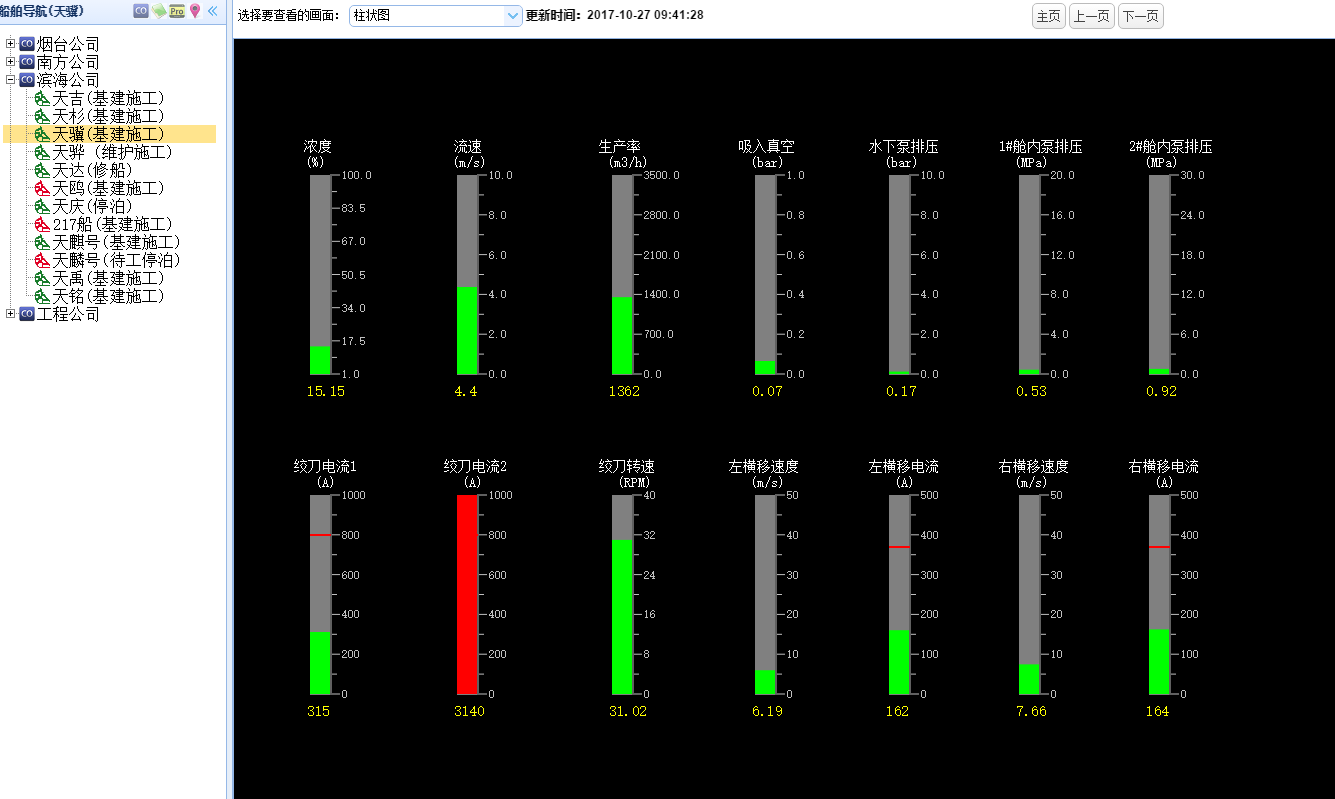 船舶导航(天骥)
CO Pro
选择要查看的画面： 柱状图 更新时间：2017-10-27 09:41:28
主页 上一页 下一页
CO 烟台公司
CO 南方公司
CO 滨海公司
天吉(基建施工)
天杉(基建施工)
天骥(基建施工)
天骅 (维护施工)
天达(修船)
天鸥(基建施工)
天庆(停泊)
217船(基建施工)
天麒号(基建施工)
天麟号(待工停泊)
天禹(基建施工)
天铭(基建施工)
CO 工程公司
浓度
(%)
100.0
83.5
67.0
50.5
34.0
17.5
1.0
15.15
流速
(m/s)
10.0
8.0
6.0
4.0
2.0
0.0
4.4
生产率
(m3/h)
3500.0
2800.0
2100.0
1400.0
700.0
0.0
1362
吸入真空
(bar)
1.0
0.8
0.6
0.4
0.2
0.0
0.07
水下泵排压
(bar)
10.0
8.0
6.0
4.0
2.0
0.0
0.17
1#舱内泵排压
(MPa)
20.0
16.0
12.0
8.0
4.0
0.0
0.53
2#舱内泵排压
(MPa)
30.0
24.0
18.0
12.0
6.0
0.0
0.92
绞刀电流1
(A)
1000
800
600
400
200
0
315
绞刀电流2
(A)
1000
800
600
400
200
0
3140
绞刀转速
(RPM)
40
32
24
16
8
0
31.02
左横移速度
(m/s)
50
40
30
20
10
0
6.19
左横移电流
(A)
500
400
300
200
100
0
162
右横移速度
(m/s)
50
40
30
20
10
0
7.66
右横移电流
(A)
500
400
300
200
100
0
164